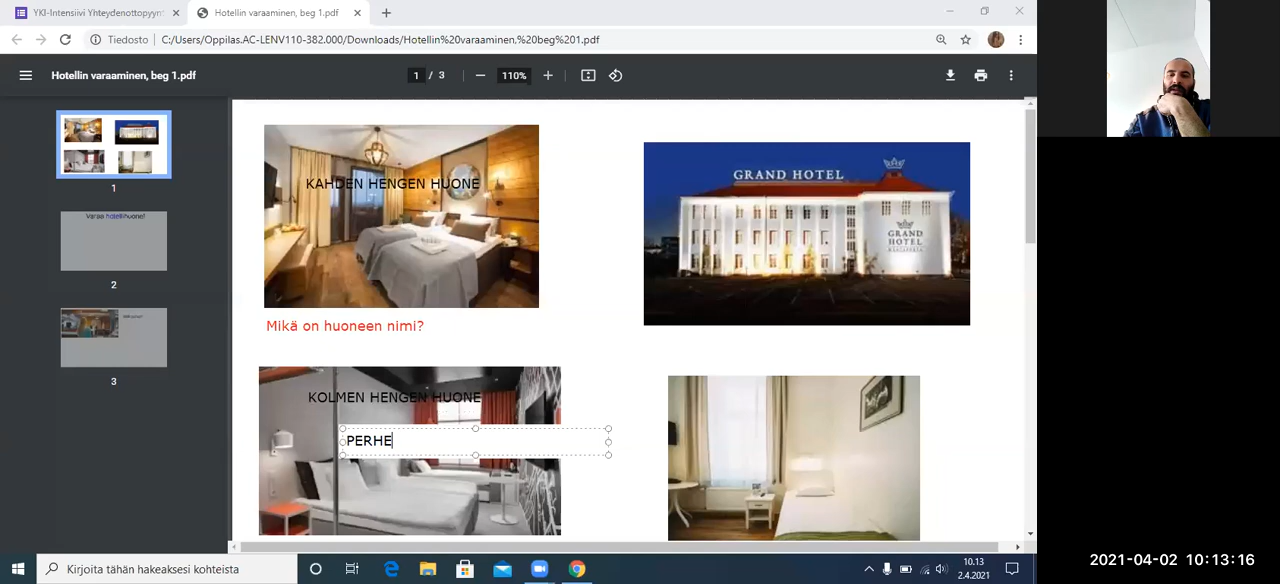 YKI-Intensiivi Yhteydenottopyyn
Hotellin varaaminen, beg 1.pdf
Tiedosto
C:/Users/Oppilas.AC-LENV110-382.000/Downloads/Hotellin%20varaaminen,%20beg%201.pdf
Hotellin varaaminen, beg 1.pdf
1 / 3
110%
KAHDEN HENGEN HUONE
GRAND HOTEL
GRAND
HOTEL
Mikä on huoneen nimi?
KOLMEN HENGEN HUONE
PERHE
1
Varaa hotellihuone!
2
3
Kirjoita tähän hakeaksesi kohteista
10.13
2.4.2021
2021-04-02 10:13:16